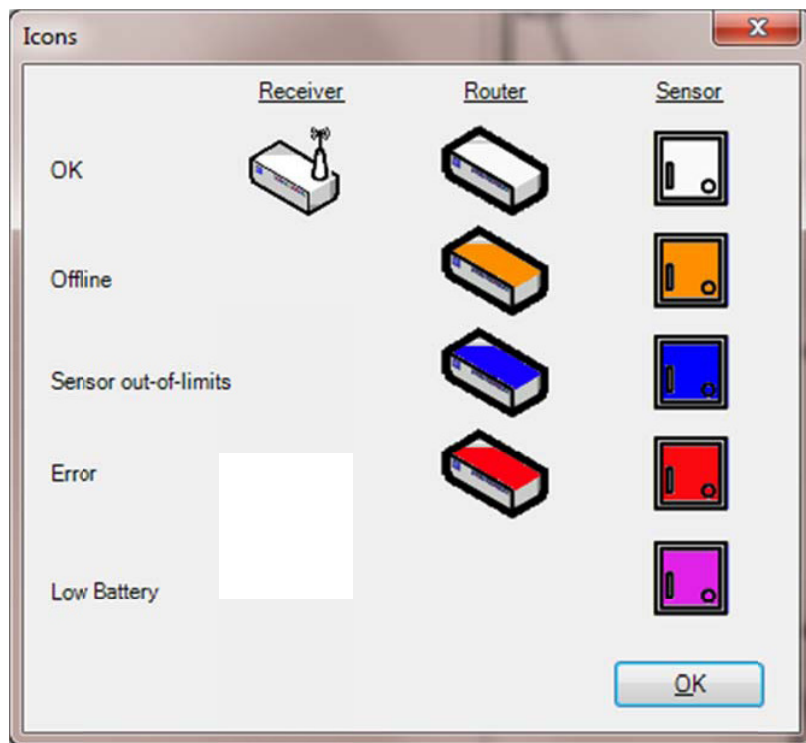 Icons
Receiver Router Sensor
OK
Offline
Sensor out-of-limits
Error
Low Battery
OK